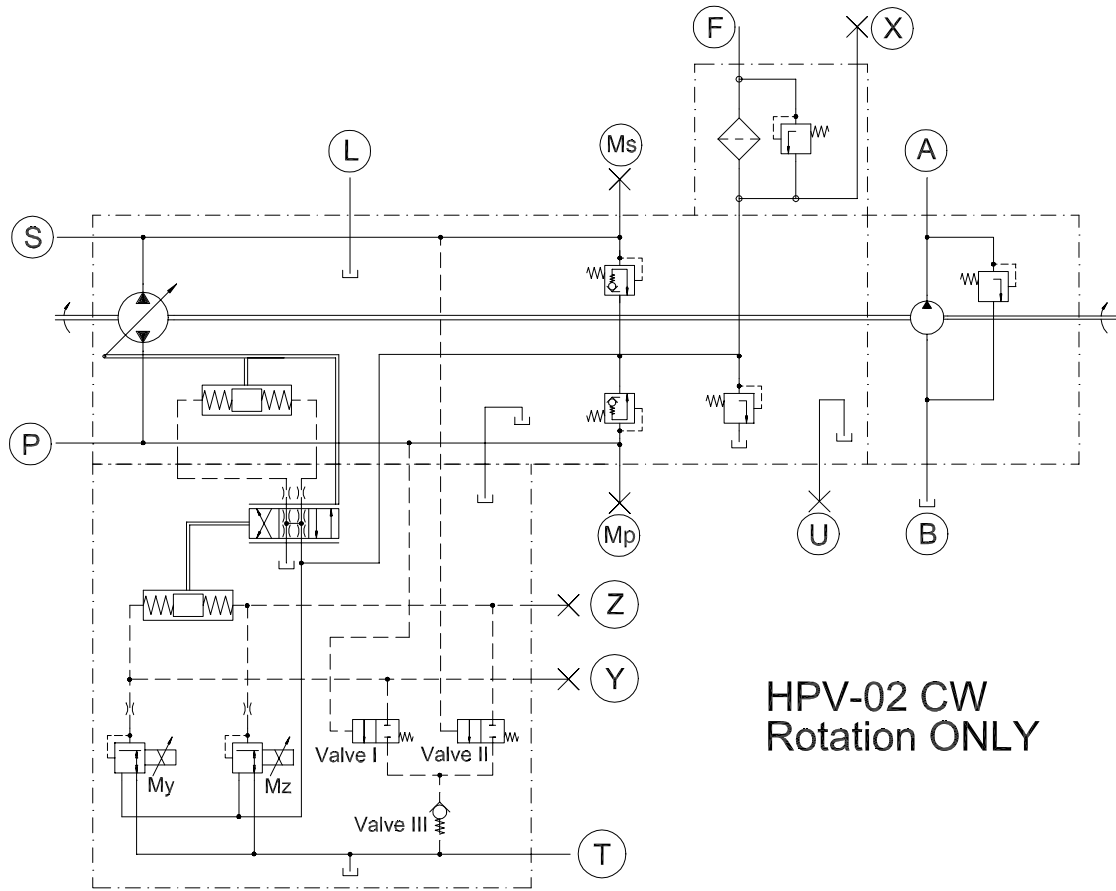 F
X
L
Ms
A
S
P
Mp
U
B
Z
Y
HPV-02 CW
Rotation ONLY
Valve I
Valve II
My
Mz
Valve III
T